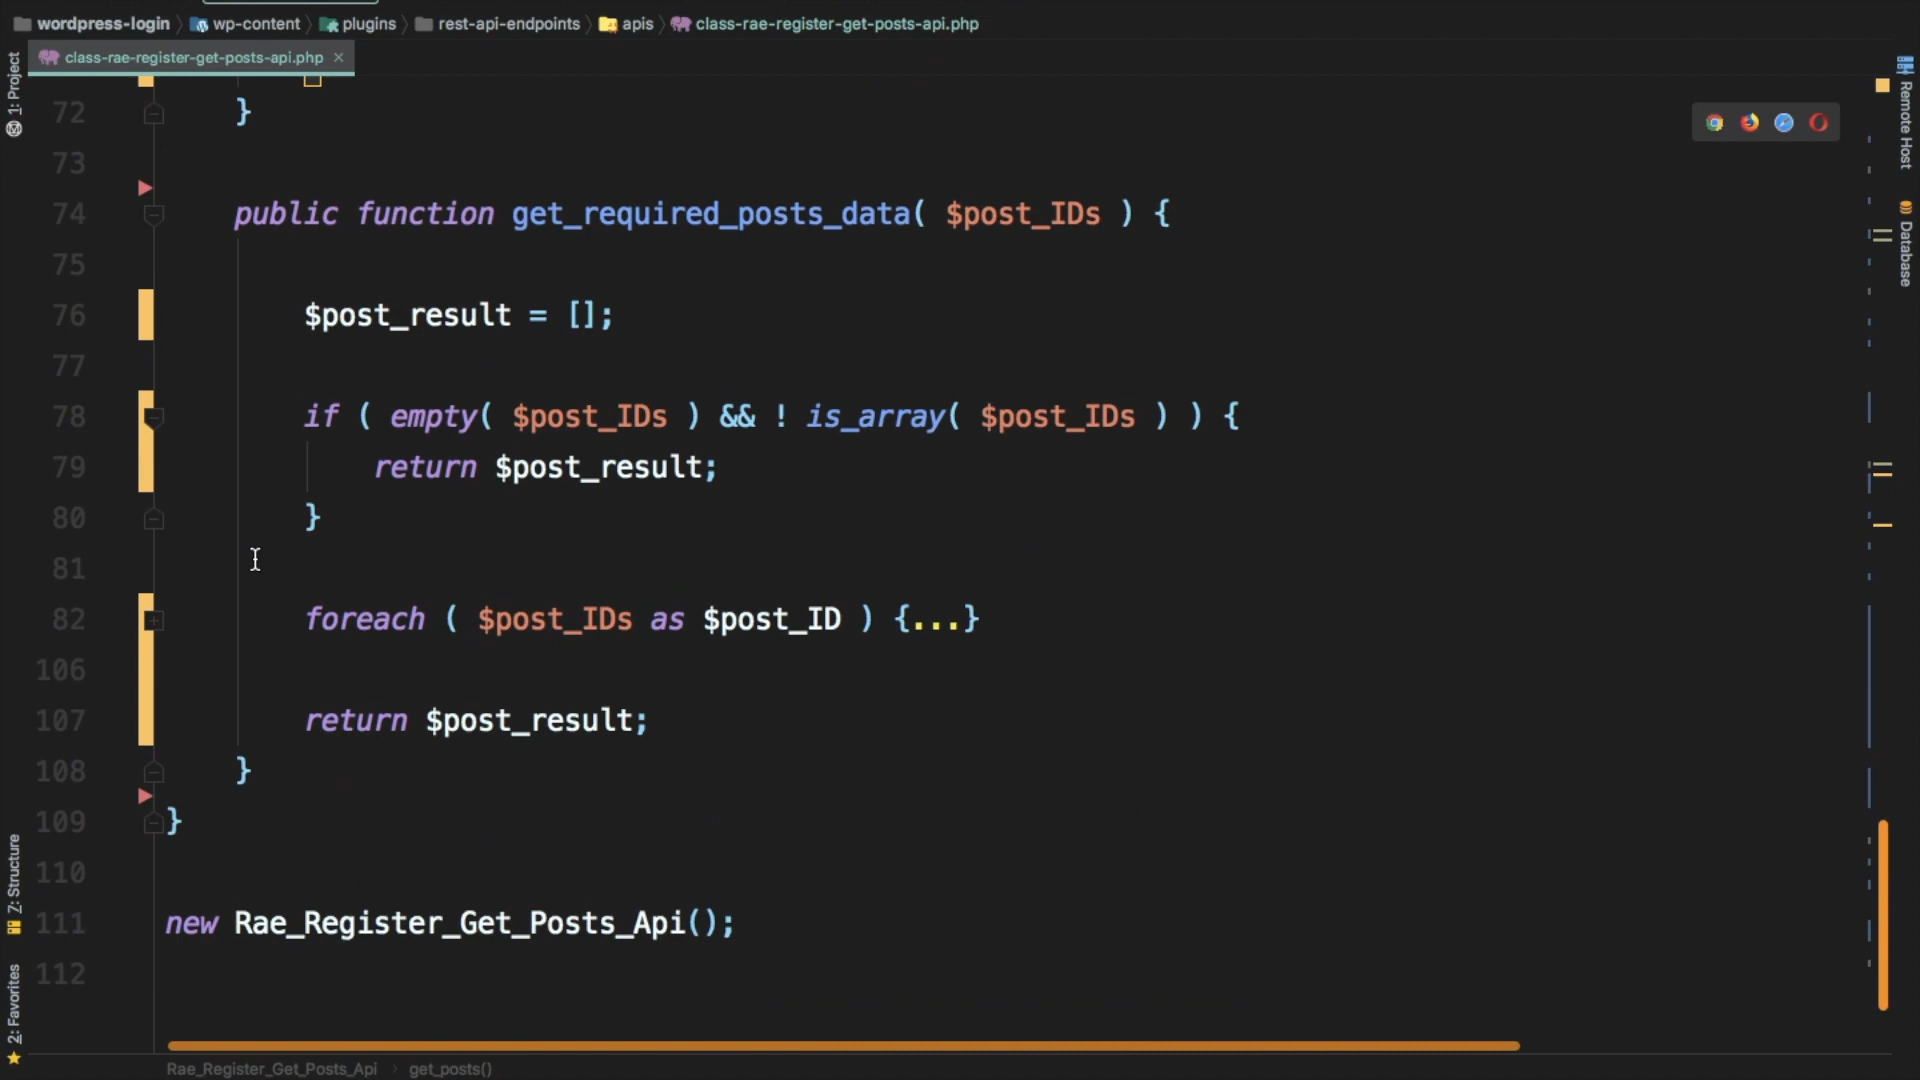 wordpress-login wp-content plugins rest-api-endpoints apis class-rae-register-get-posts-api.php
class-rae-register-get-posts-api.php
1: Project
Remote Host
Database
72 }
73
74 public function get_required_posts_data( $post_IDs ) {
75
76 $post_result = [];
77
78 if ( empty( $post_IDs ) && ! is_array( $post_IDs ) ) {
79 return $post_result;
80 }
81
82 foreach ( $post_IDs as $post_ID ) {...}
106
107 return $post_result;
108 }
109 }
110
111 new Rae_Register_Get_Posts_Api();
112
Z: Structure
2: Favorites
Rae_Register_Get_Posts_Api › get_posts()